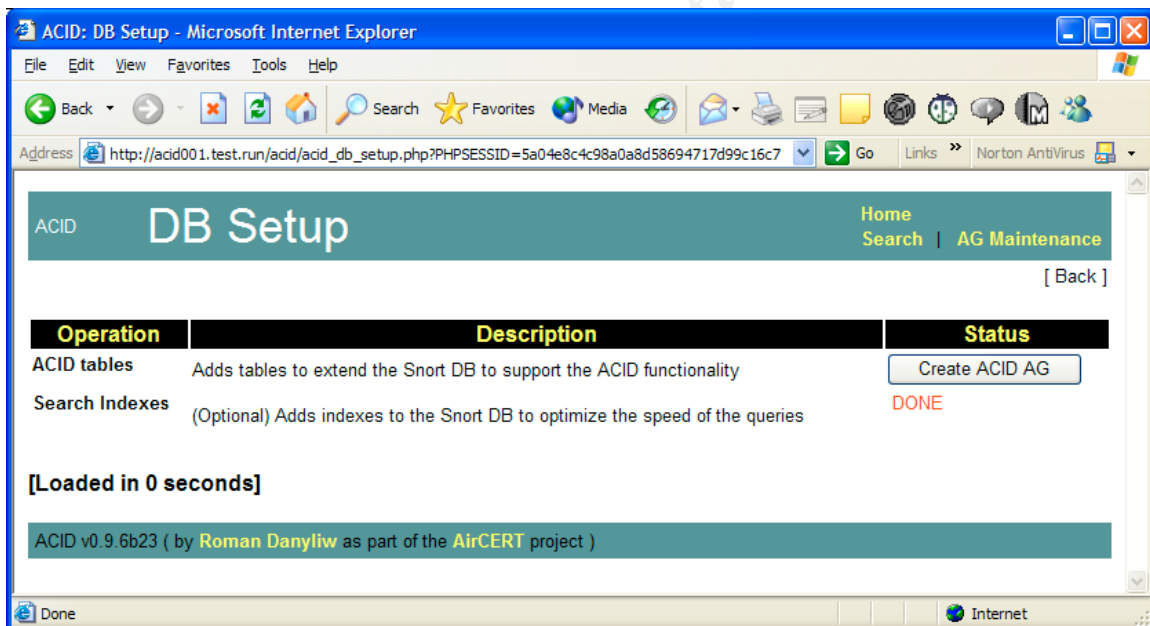 ACID: DB Setup - Microsoft Internet Explorer
File Edit View Favorites Tools Help
Back Search Favorites Media
Address http://acid001.test.run/acid/acid_db_setup.php?PHPSESSID=5a04e8c4c98a0a8d58694717d99c16c7 Go Links » Norton AntiVirus
ACID DB Setup Home
Search | AG Maintenance
[ Back ]
Operation Description Status
ACID tables Adds tables to extend the Snort DB to support the ACID functionality Create ACID AG
Search Indexes (Optional) Adds indexes to the Snort DB to optimize the speed of the queries DONE
[Loaded in 0 seconds]
ACID v0.9.6b23 ( by Roman Danyliw as part of the AirCERT project )
Done Internet